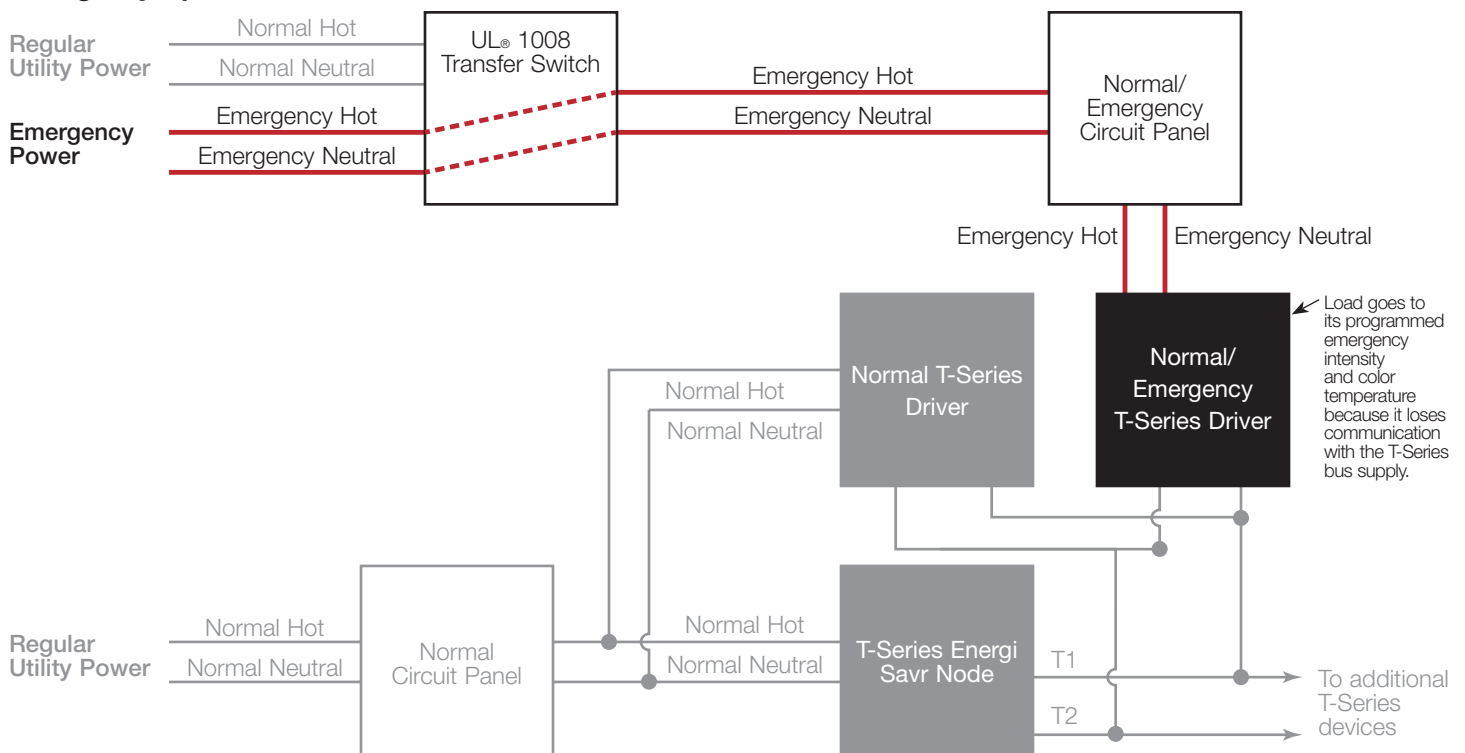 Regular
Utility Power
Normal Hot
Normal Neutral
UL® 1008
Transfer Switch
Emergency Hot
Emergency Neutral
Normal/
Emergency
Circuit Panel
Emergency
Power
Emergency Hot
Emergency Neutral
Emergency Hot
Emergency Neutral
Normal Hot
Normal Neutral
Normal T-Series
Driver
Normal/
Emergency
T-Series Driver
Load goes to
its programmed
emergency
intensity
and color
temperature
because it loses
communication
with the T-Series
bus supply.
Regular
Utility Power
Normal Hot
Normal Neutral
Normal
Circuit Panel
Normal Hot
Normal Neutral
T-Series Energi
Savr Node
T1
T2
To additional
T-Series
devices